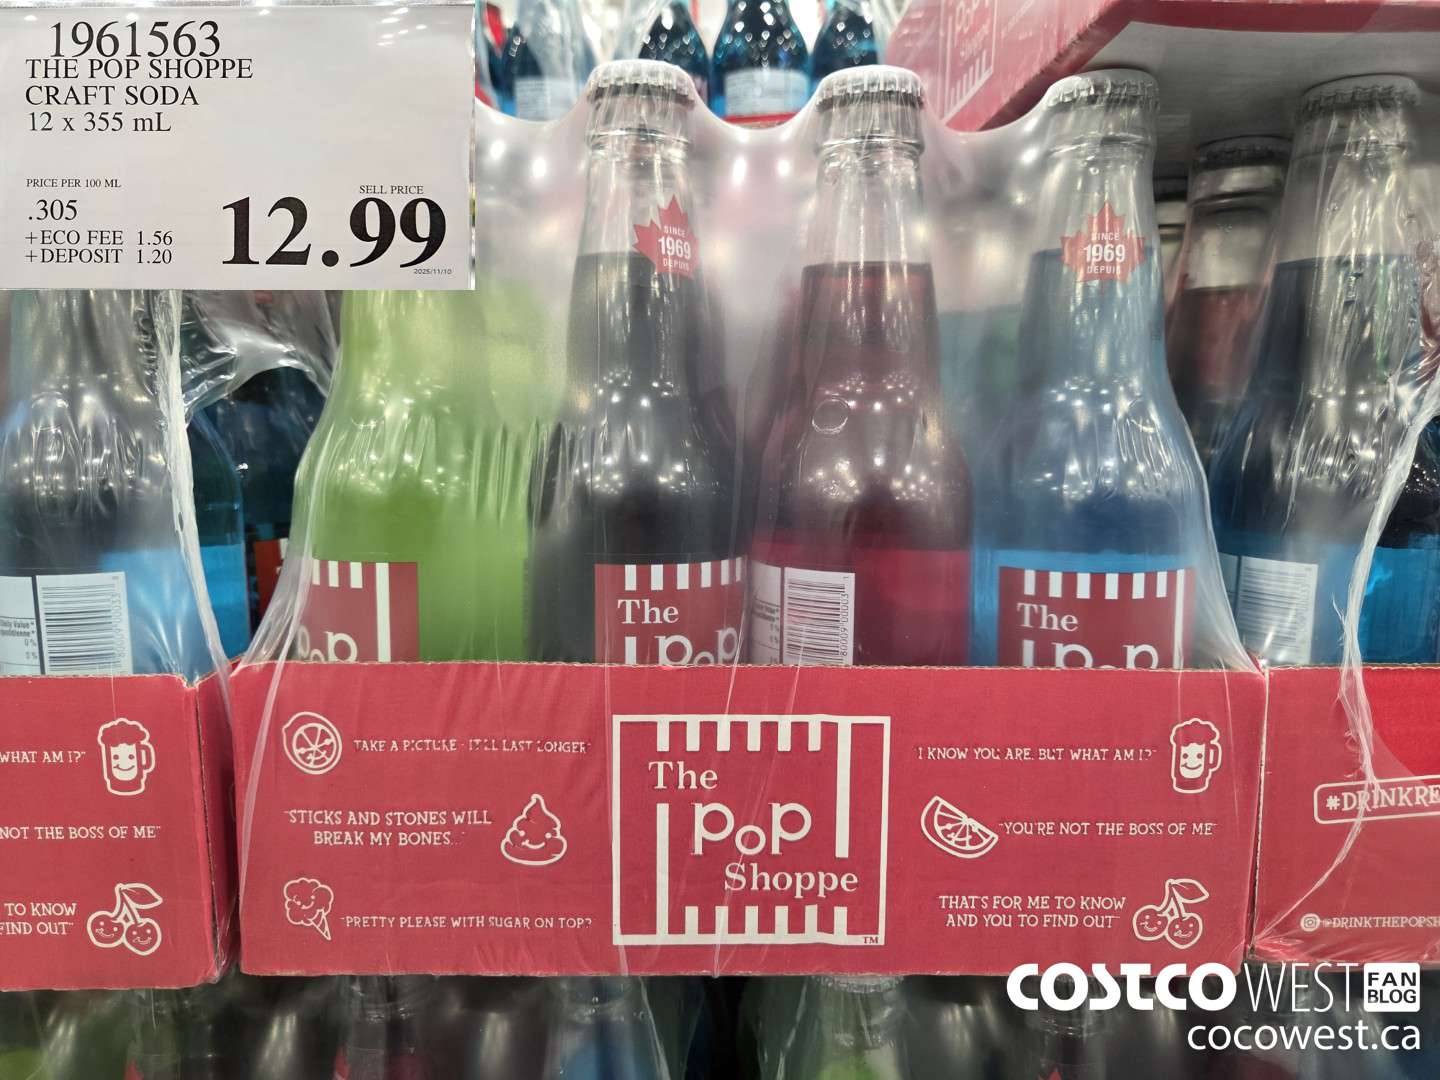 1961563
THE POP SHOPPE
CRAFT SODA
12 x 355 mL
PRICE PER 100 ML
.305
+ECO FEE 1.56
+DEPOSIT 1.20
SELL PRICE
12.99
2025/11/10
SINCE
1969
DEPUIS
SINCE
1969
DEPUIS
pop
The
pop
The
pop
WHAT AM I?"
NOT THE BOSS OF ME"
TO KNOW
FIND OUT"
TAKE A PICTURE - IT'LL LAST LONGER"
"STICKS AND STONES WILL
BREAK MY BONES..."
"PRETTY PLEASE WITH SUGAR ON TOP?
The
pop
Shoppe
TM
I KNOW YOU ARE, BUT WHAT AM I?"
"YOU'RE NOT THE BOSS OF ME"
THAT'S FOR ME TO KNOW
AND YOU TO FIND OUT"
#DRINKRE
@DRINKTHEPOPSH
COSTCO WEST FAN BLOG
cocowest.ca